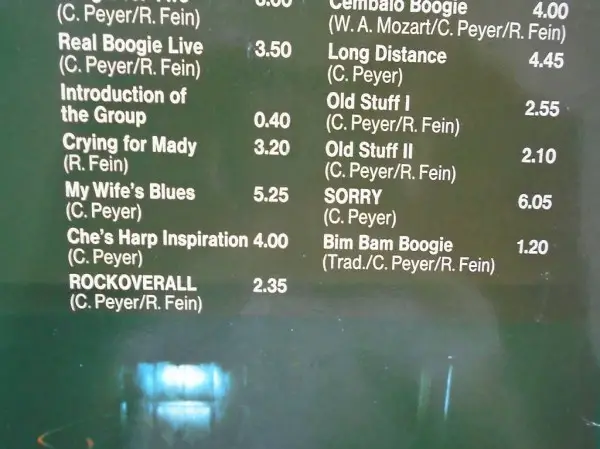 (C. Peyer/R. Fein)
Real Boogie Live 3.50
(C. Peyer/R. Fein)
Introduction of
the Group 0.40
Crying for Mady 3.20
(R. Fein)
My Wife's Blues 5.25
(C. Peyer)
Che's Harp Inspiration 4.00
(C. Peyer)
ROCKOVERALL 2.35
(C. Peyer/R. Fein)
Cembalo Boogie 4.00
(W. A. Mozart/C. Peyer/R. Fein)
Long Distance 4.45
(C. Peyer)
Old Stuff I 2.55
(C. Peyer/R. Fein)
Old Stuff II 2.10
(C. Peyer/R. Fein)
SORRY 6.05
(C. Peyer)
Bim Bam Boogie 1.20
(Trad./C. Peyer/R. Fein)